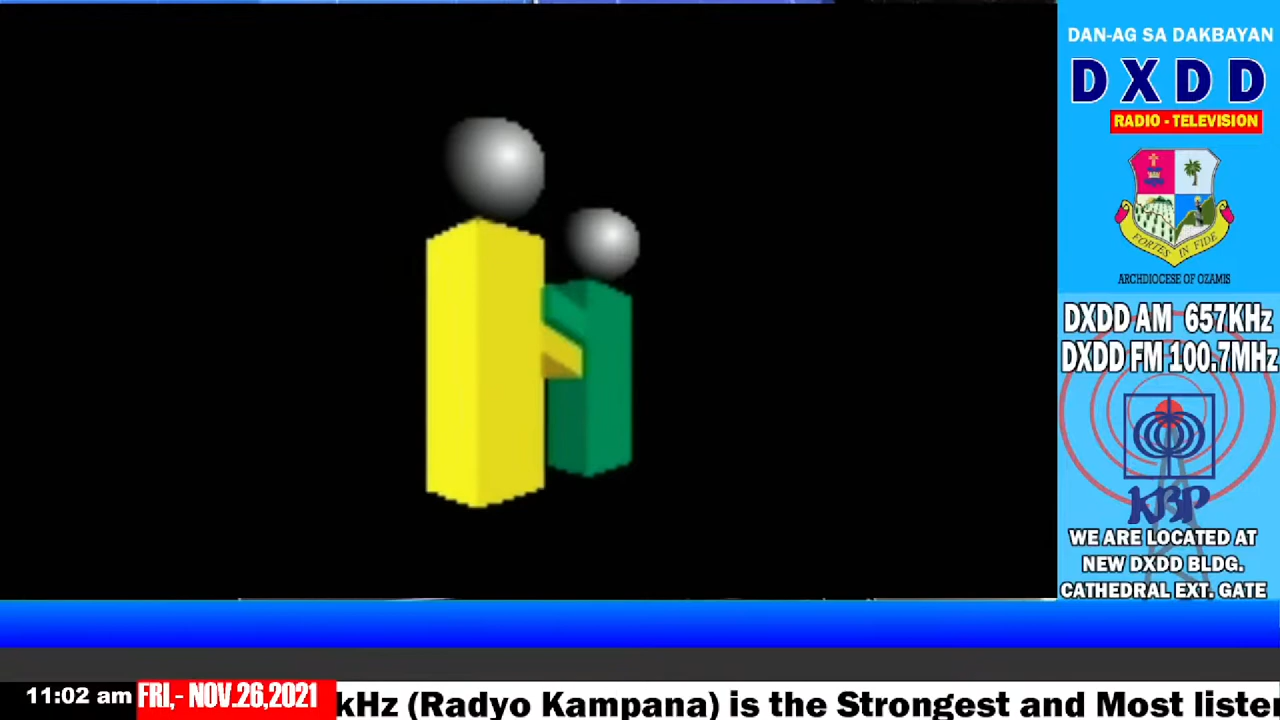 DAN-AG SA DAKBAYAN
DXDD
RADIO - TELEVISION
FORTES IN FIDE
ARCHDIOCESE OF OZAMIS
DXDD AM 657KHz
DXDD FM 100.7MHz
KBP
WE ARE LOCATED AT
NEW DXDD BLDG.
CATHEDRAL EXT. GATE
11:02 am FRI,- NOV.26,2021 kHz (Radyo Kampana) is the Strongest and Most liste